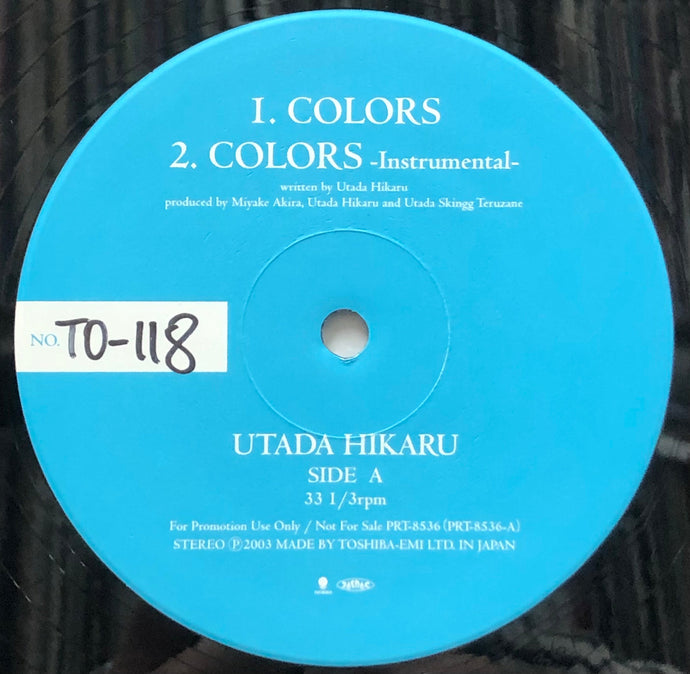 1. COLORS
2. COLORS -Instrumental-
written by Utada Hikaru
produced by Miyake Akira, Utada Hikaru and Utada Skingg Teruzane
NO. TO-118
UTADA HIKARU
SIDE A
33 1/3rpm
For Promotion Use Only / Not For Sale PRT-8536 (PRT-8536-A)
STEREO Ⓟ2003 MADE BY TOSHIBA-EMI LTD. IN JAPAN